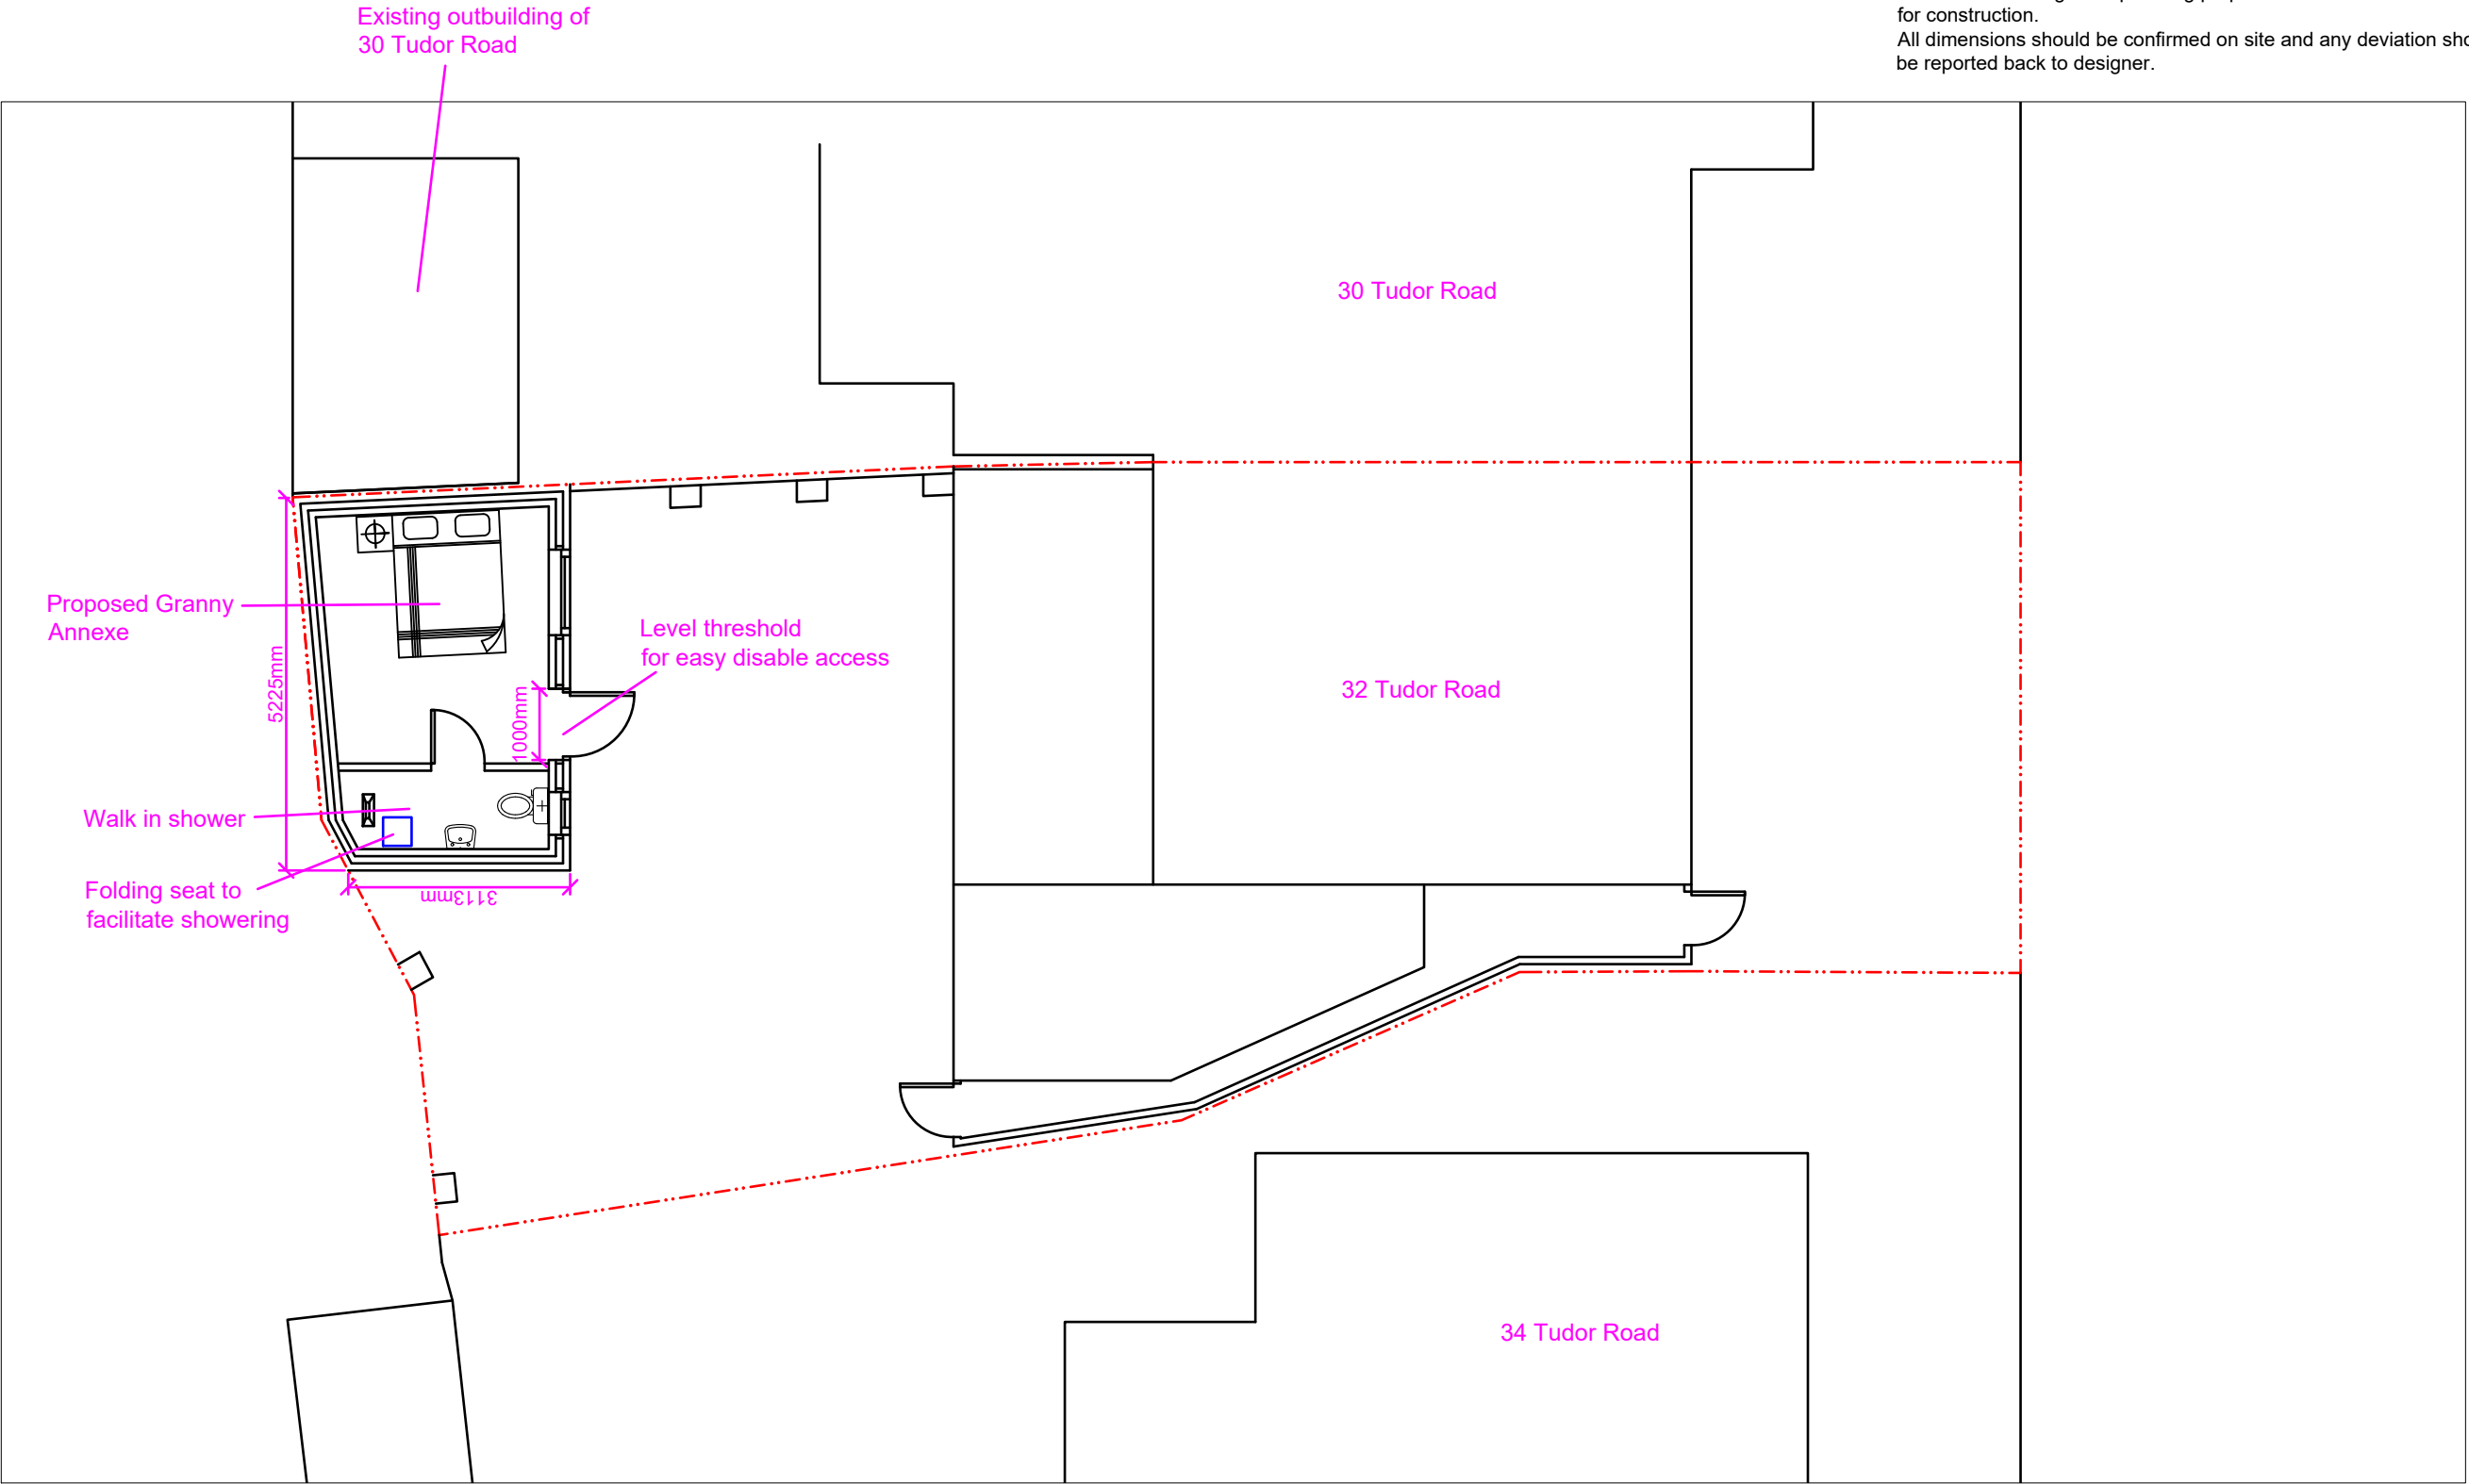 Existing outbuilding of
30 Tudor Road
for construction.
All dimensions should be confirmed on site and any deviation
be reported back to designer.
30 Tudor Road
Proposed Granny
Annexe
Level threshold
for easy disable access
5225mm
1000mm
32 Tudor Road
Walk in shower
Folding seat to
facilitate showering
3113mm
34 Tudor Road